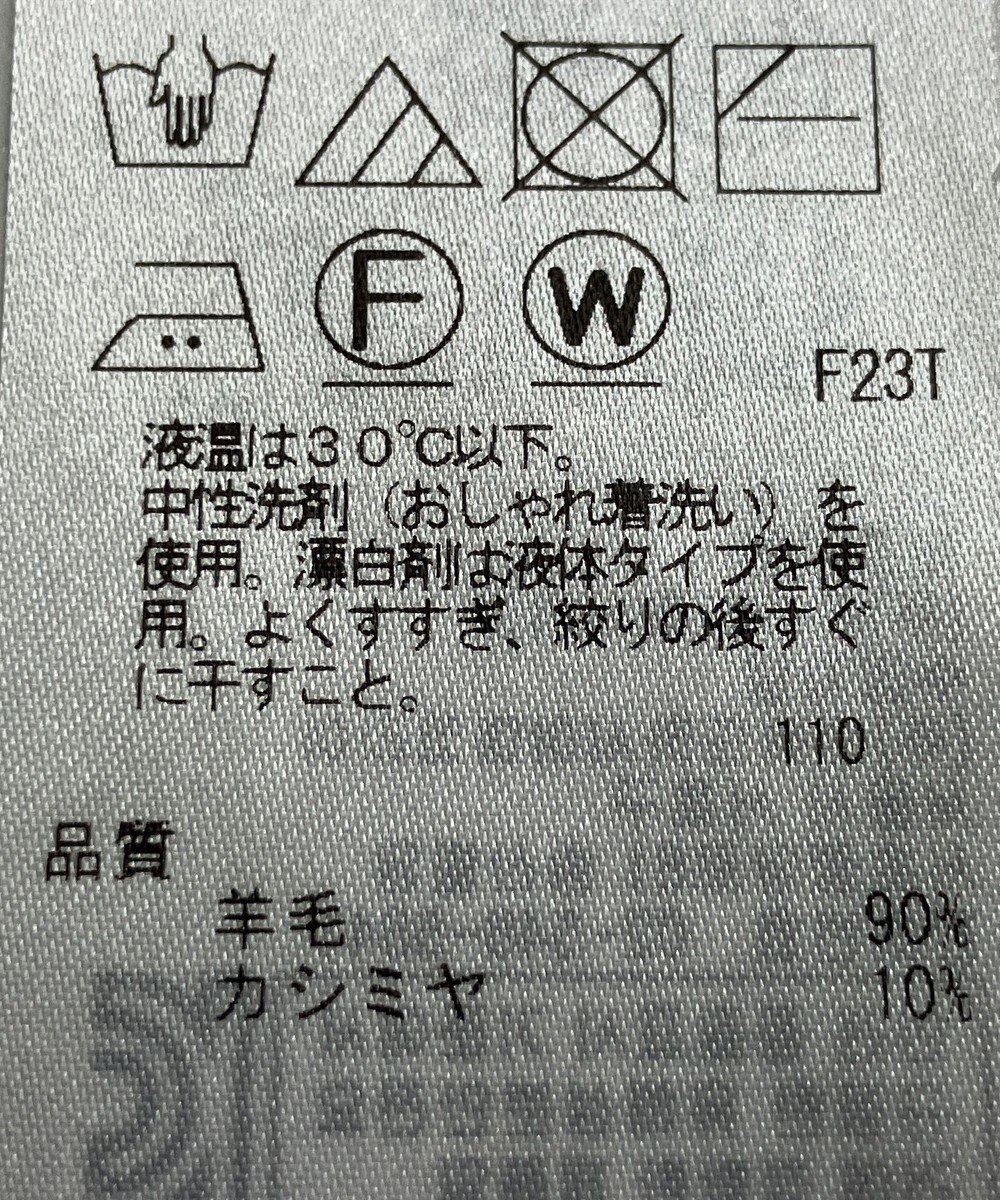 F W
F23T
液温は30℃以下。
中性洗剤（おしゃれ着洗い）を
使用。漂白剤は液体タイプを使
用。よくすすぎ、絞りの後すぐ
に干すこと。
110
品質
羊毛 90%
カシミヤ 10%